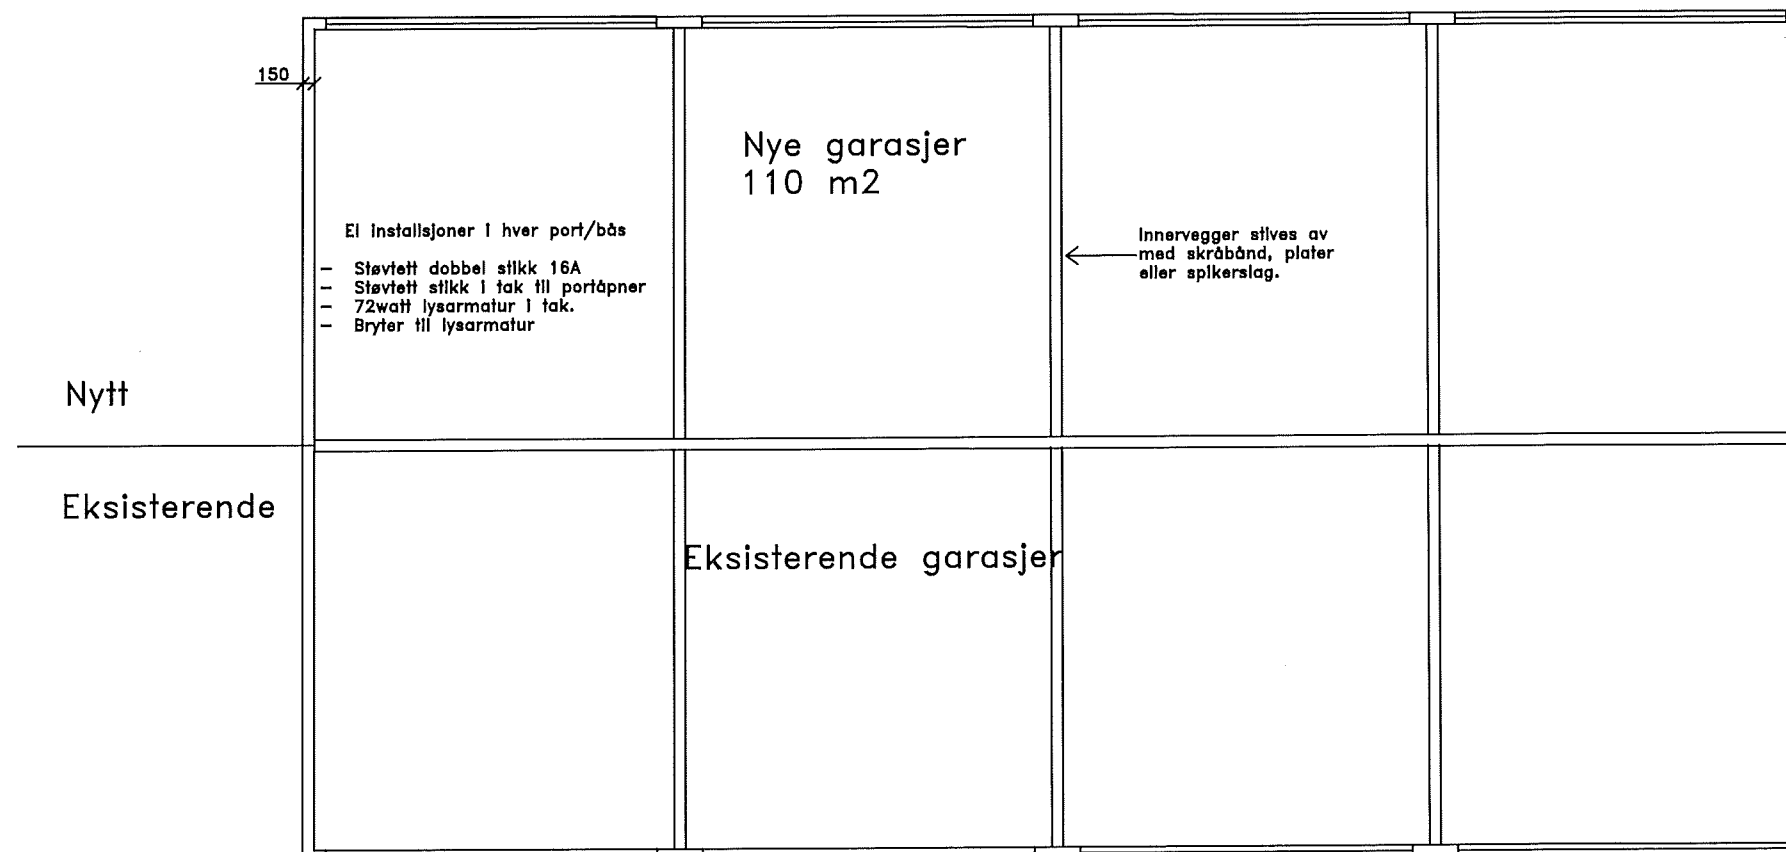 150
Nye garasjer
110 m2
El installsjoner i hver port/bås
- Støvtett dobbel stikk 16A
- Støvtett stikk i tak til portåpner
- 72watt lysarmatur i tak.
- Bryter til lysarmatur
Innervegger stives av
med skråbånd, plater
eller spikerslag.
Nytt
Eksisterende
Eksisterende garasjer